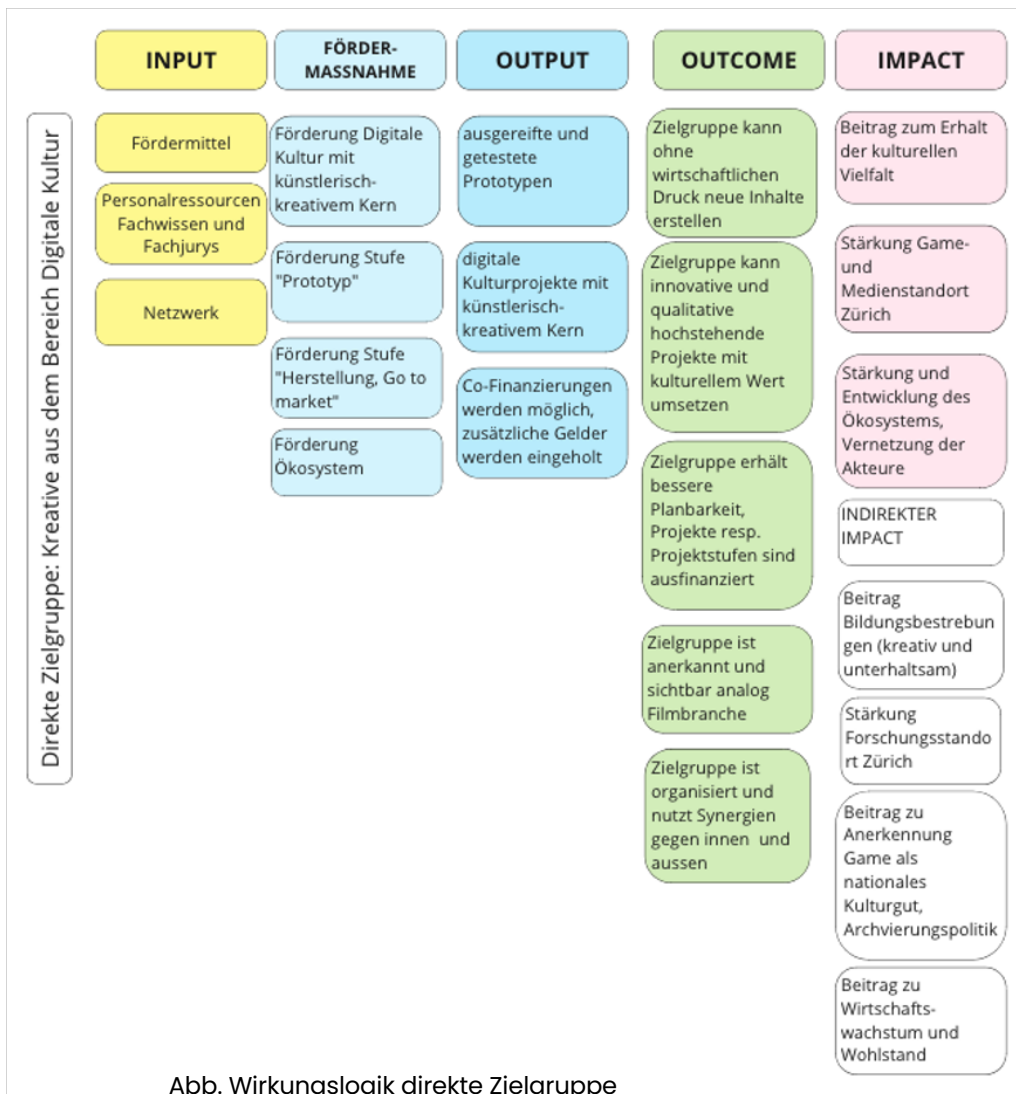 INPUT
FÖRDER-
MASSNAHME
OUTPUT
OUTCOME
IMPACT
Direkte Zielgruppe: Kreative aus dem Bereich Digitale Kultur
Fördermittel
Personalressourcen
Fachwissen und
Fachjurys
Netzwerk
Förderung Digitale
Kultur mit
künstlerisch-
kreativem Kern
Förderung Stufe
"Prototyp"
Förderung Stufe
"Herstellung, Go to
market"
Förderung
Ökosystem
ausgereifte und
getestete
Prototypen
digitale
Kulturprojekte mit
künstlerisch-
kreativem Kern
Co-Finanzierungen
werden möglich,
zusätzliche Gelder
werden eingeholt
Zielgruppe kann
ohne
wirtschaftlichen
Druck neue Inhalte
erstellen
Zielgruppe kann
innovative und
qualitative
hochstehende
Projekte mit
kulturellem Wert
umsetzen
Zielgruppe erhält
bessere
Planbarkeit,
Projekte resp.
Projektstufen sind
ausfinanziert
Zielgruppe ist
anerkannt und
sichtbar analog
Filmbranche
Zielgruppe ist
organisiert und
nutzt Synergien
gegen innen und
aussen
Beitrag zum Erhalt
der kulturellen
Vielfalt
Stärkung Game-
und
Medienstandort
Zürich
Stärkung und
Entwicklung des
Ökosystems,
Vernetzung der
Akteure
INDIREKTER
IMPACT
Beitrag
Bildungsbestrebun
gen (kreativ und
unterhaltsam)
Stärkung
Forschungsstando
rt Zürich
Beitrag zu
Anerkennung
Game als
nationales
Kulturgut,
Archvierungspolitik
Beitrag zu
Wirtschafts-
wachstum und
Wohlstand
Abb. Wirkungslogik direkte Zielgruppe